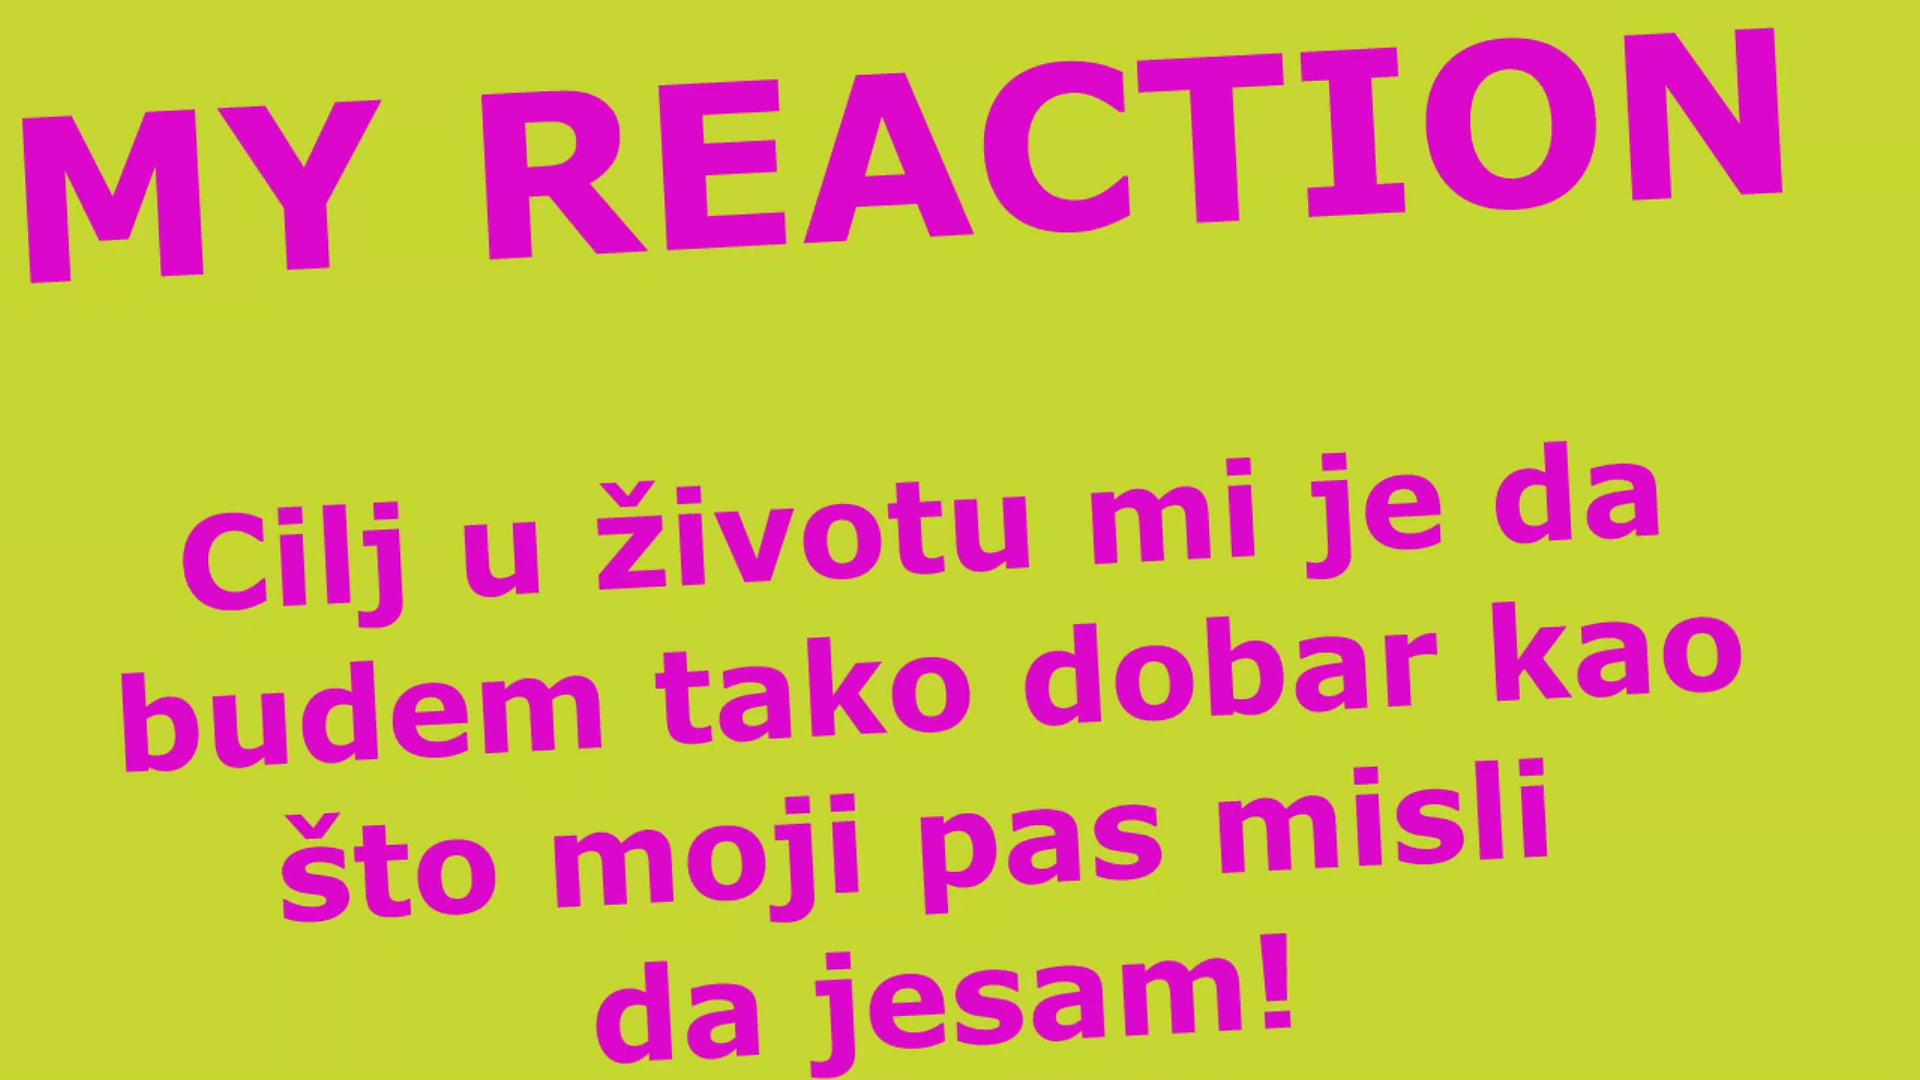 MY REACTION
Cilj u životu mi je da
budem tako dobar kao
što moji pas misli
da jesam!